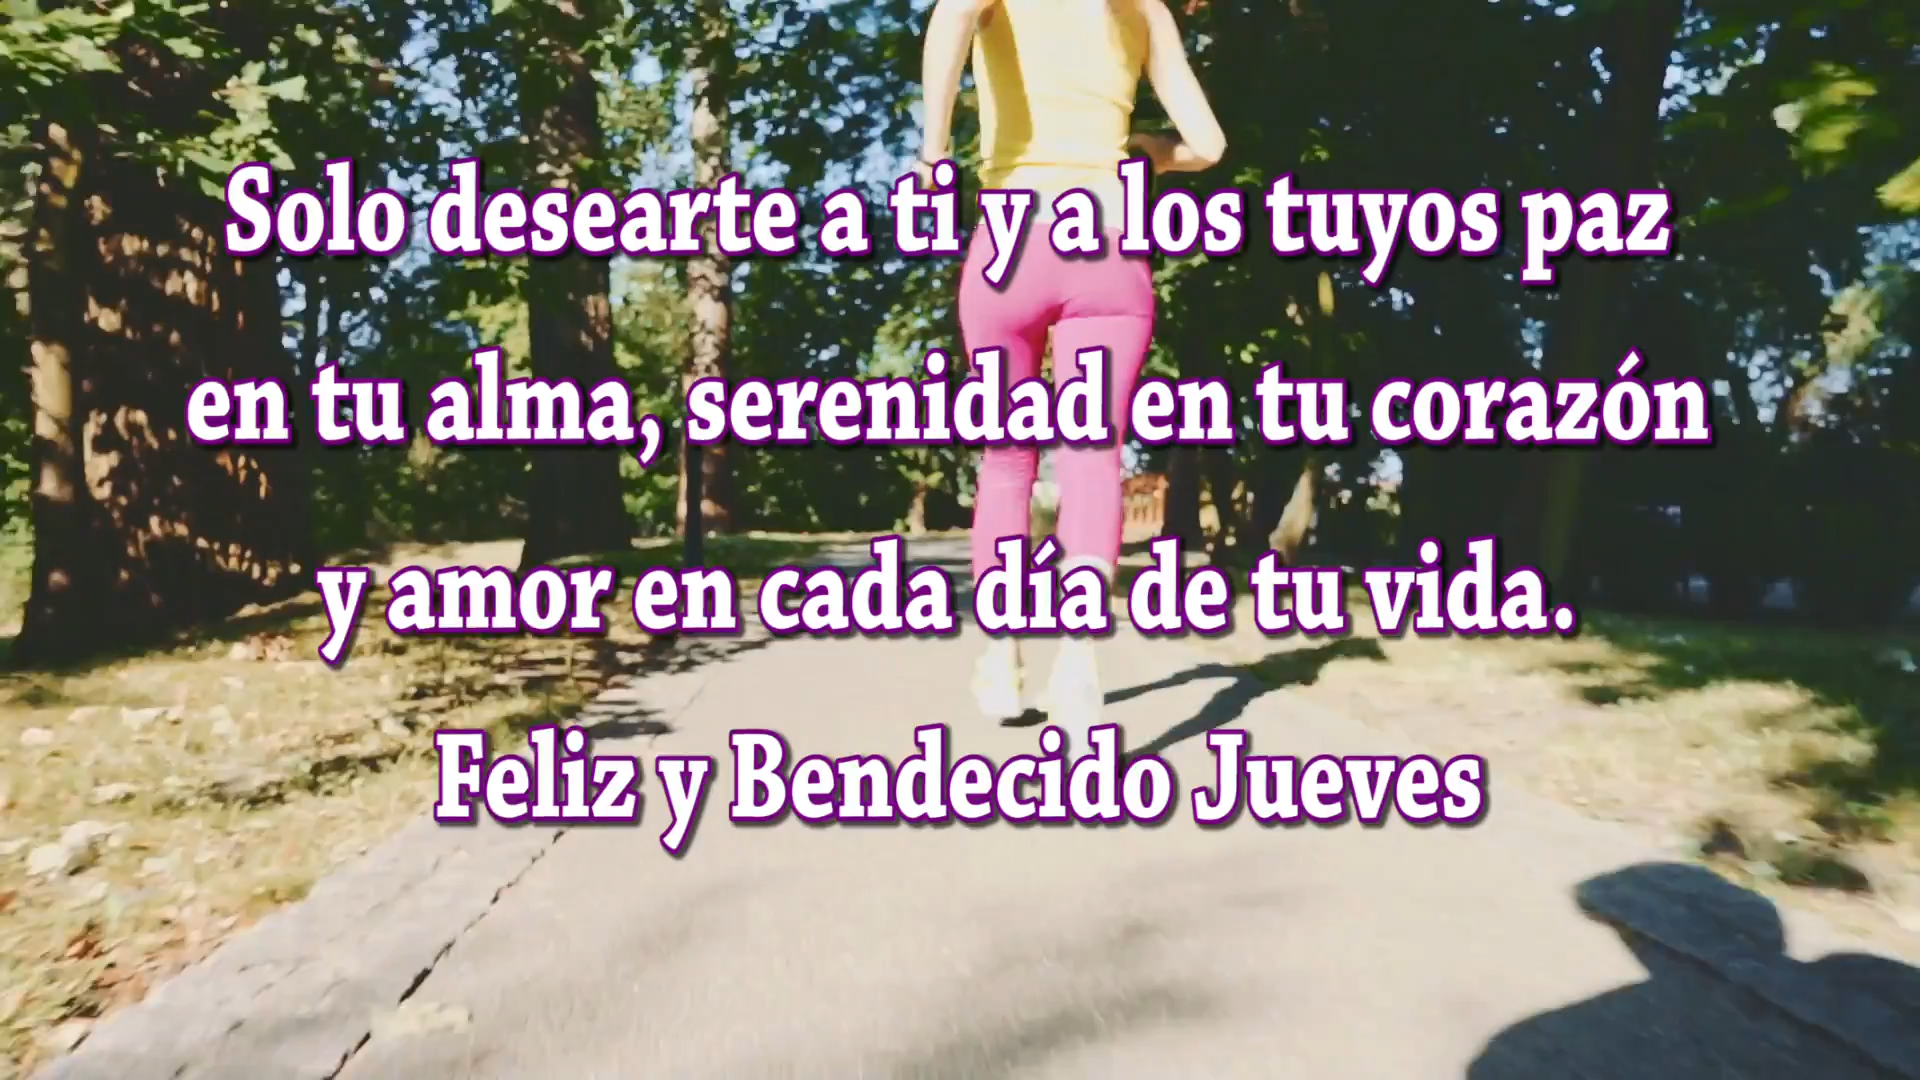 Solo desearte a ti y a los tuyos paz
en tu alma, serenidad en tu corazón
y amor en cada día de tu vida.
Feliz y Bendecido Jueves